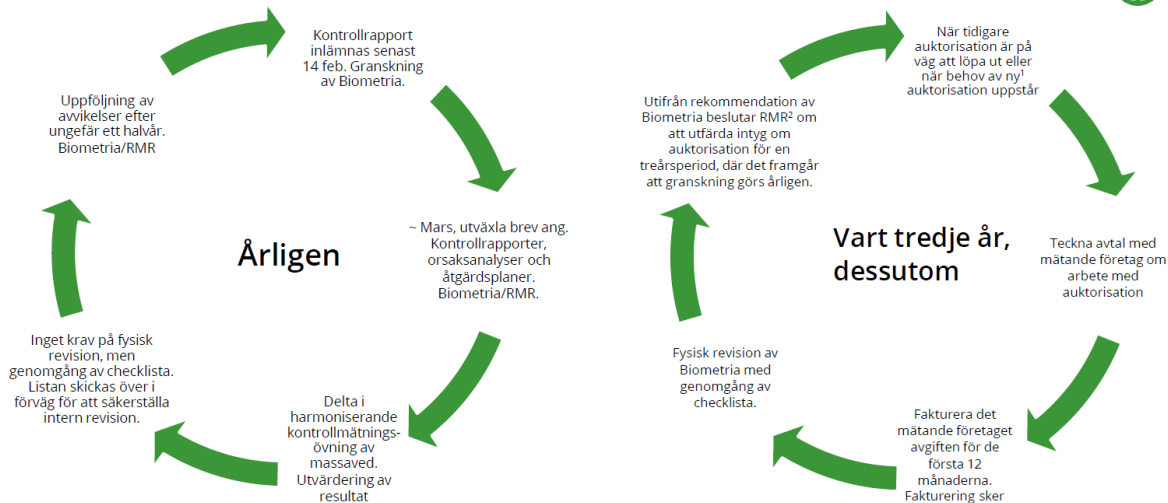 Kontrollrapport
inlämnas senast
14 feb. Granskning
av Biometria.
~ Mars, utväxla brev ang.
Kontrollrapporter,
orsaksanalyser och
åtgärdsplaner.
Biometria/RMR.
Delta i
harmoniserande
kontrollmätnings-
övning av
massaved.
Utvärdering av
resultat
Inget krav på fysisk
revision, men
genomgång av checklista.
Listan skickas över i
förväg för att säkerställa
intern revision.
Uppföljning av
avvikelser efter
ungefär ett halvår.
Biometria/RMR
Årligen
När tidigare
auktorisation är på
väg att löpa ut eller
när behov av ny¹
auktorisation uppstår
Teckna avtal med
mätande företag om
arbete med
auktorisation
Fakturera det
mätande företaget
avgiften för de
första 12
månaderna.
Fakturering sker
Fysisk revision av
Biometria med
genomgång av
checklista.
Utifrån rekommendation av
Biometria beslutar RMR² om
att utfärda intyg om
auktorisation för en
treårsperiod, där det framgår
att granskning görs årligen.
Vart tredje år,
dessutom